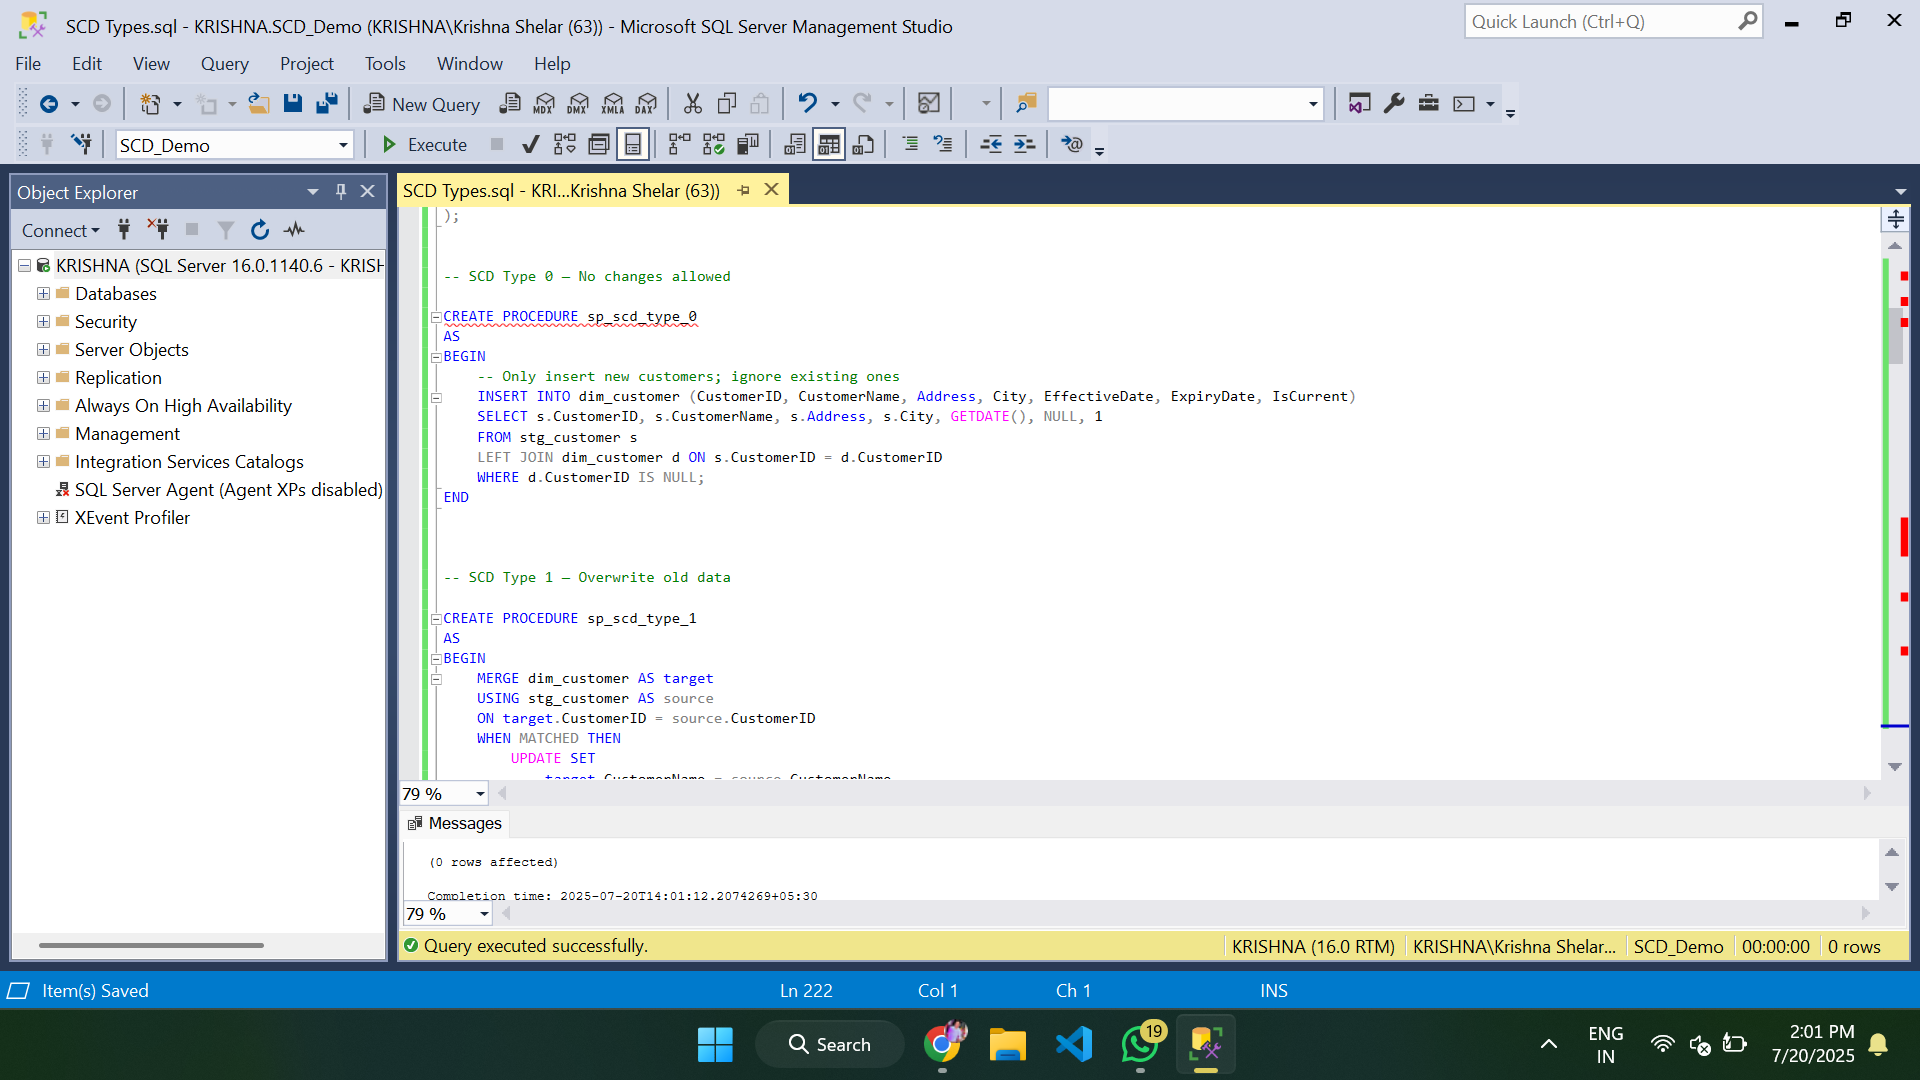 SCD Types.sql - KRISHNA.SCD_Demo (KRISHNA\Krishna Shelar (63)) - Microsoft SQL Server Management Studio
Quick Launch (Ctrl+Q)
File Edit View Query Project Tools Window Help
New Query MDX DMX XMLA DAX
SCD_Demo Execute
Object Explorer
Connect
KRISHNA (SQL Server 16.0.1140.6 - KRISH
Databases
Security
Server Objects
Replication
Always On High Availability
Management
Integration Services Catalogs
SQL Server Agent (Agent XPs disabled)
XEvent Profiler
SCD Types.sql - KRI...Krishna Shelar (63))
);
-- SCD Type 0 – No changes allowed
CREATE PROCEDURE sp_scd_type_0
AS
BEGIN
-- Only insert new customers; ignore existing ones
INSERT INTO dim_customer (CustomerID, CustomerName, Address, City, EffectiveDate, ExpiryDate, IsCurrent)
SELECT s.CustomerID, s.CustomerName, s.Address, s.City, GETDATE(), NULL, 1
FROM stg_customer s
LEFT JOIN dim_customer d ON s.CustomerID = d.CustomerID
WHERE d.CustomerID IS NULL;
END
-- SCD Type 1 – Overwrite old data
CREATE PROCEDURE sp_scd_type_1
AS
BEGIN
MERGE dim_customer AS target
USING stg_customer AS source
ON target.CustomerID = source.CustomerID
WHEN MATCHED THEN
UPDATE SET
target.CustomerName = source.CustomerName
79 %
Messages
(0 rows affected)
Completion time: 2025-07-20T14:01:12.2074269+05:30
79 %
Query executed successfully.
KRISHNA (16.0 RTM) KRISHNA\Krishna Shelar... SCD_Demo 00:00:00 0 rows
Item(s) Saved Ln 222 Col 1 Ch 1 INS
Search
19
ENG
IN
2:01 PM
7/20/2025